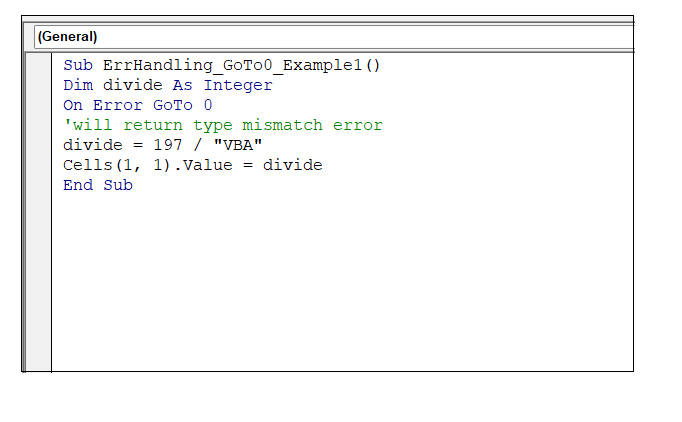 (General)
Sub ErrHandling_GoTo0_Example1()
Dim divide As Integer
On Error GoTo 0
'will return type mismatch error
divide = 197 / "VBA"
Cells(1, 1).Value = divide
End Sub